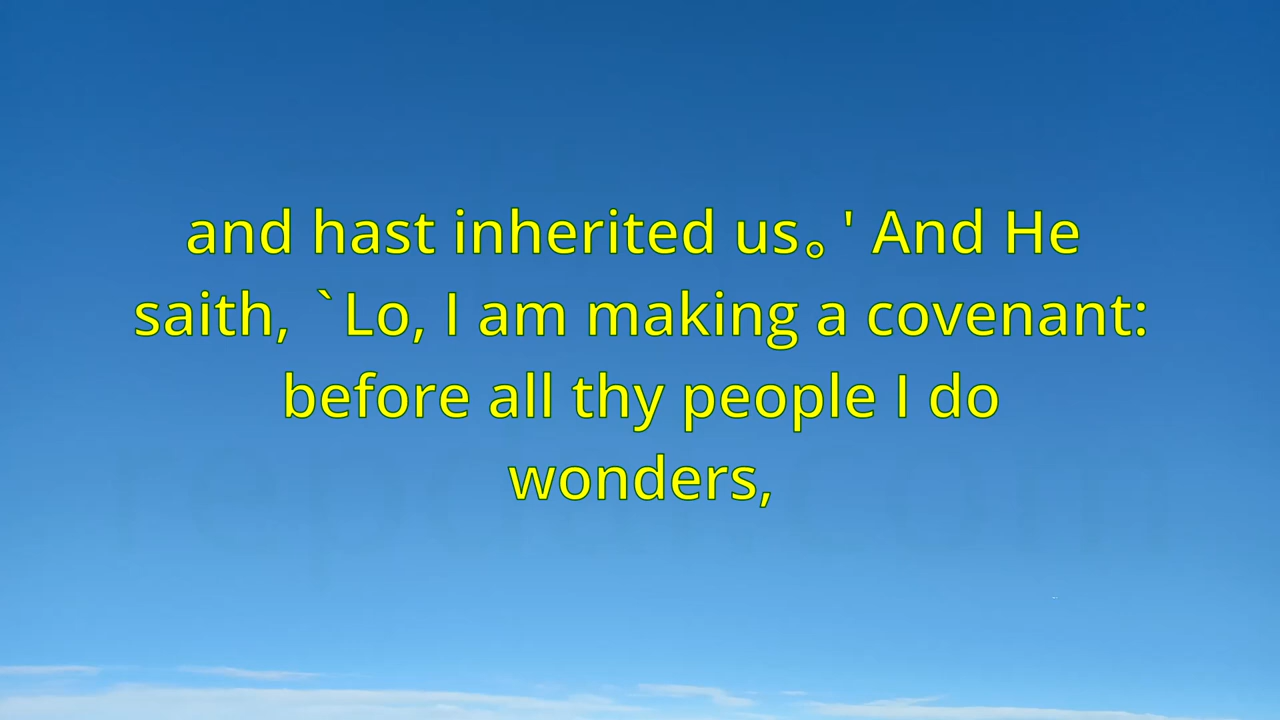 and hast inherited us。' And He
saith, `Lo, I am making a covenant:
before all thy people I do
wonders,